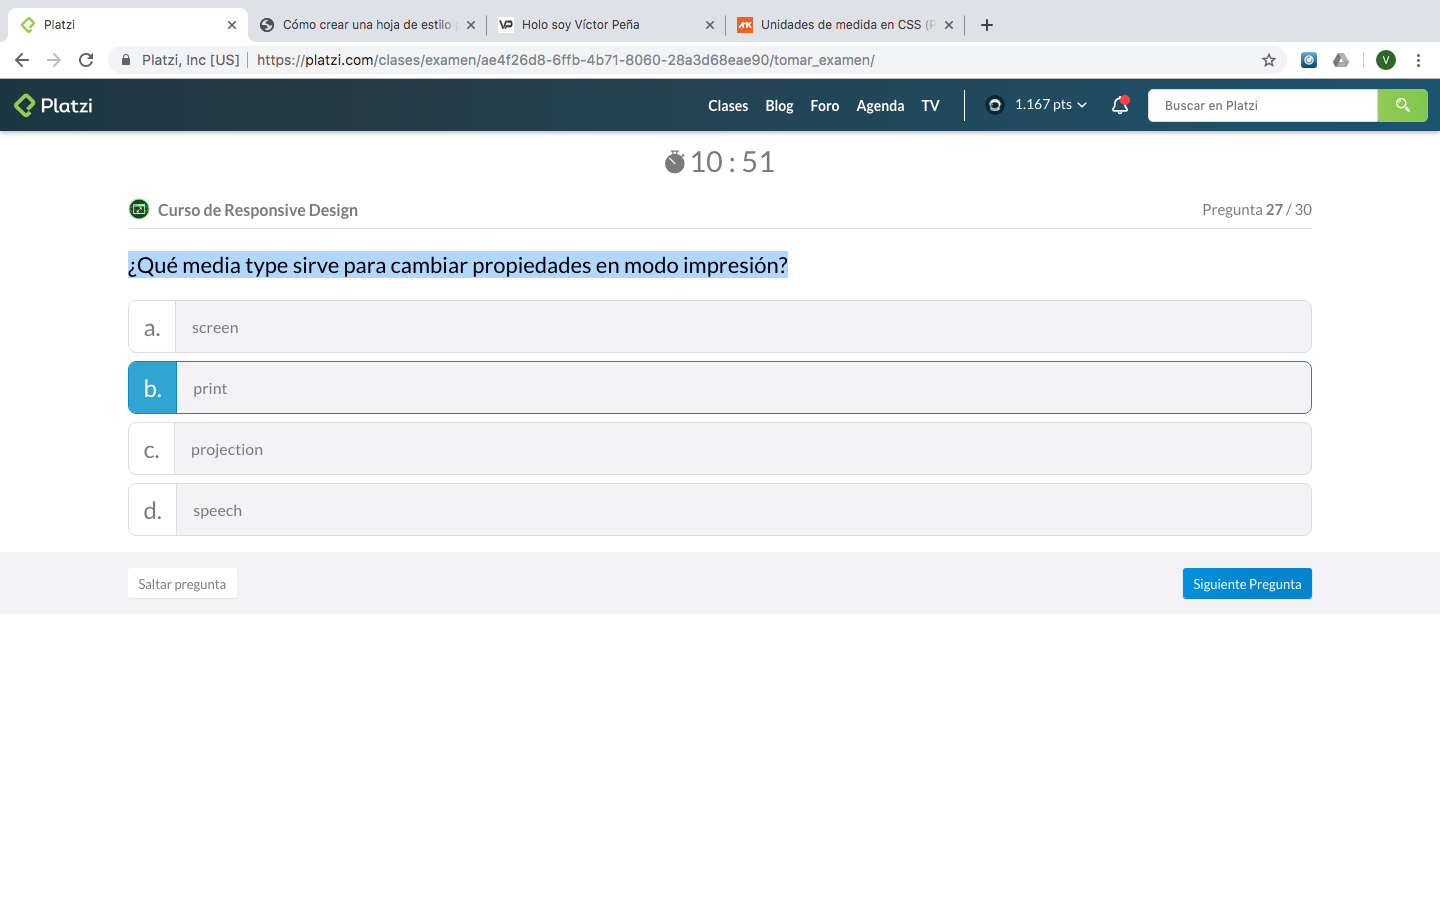 Platzi
Cómo crear una hoja de estilo
Holo soy Víctor Peña
Unidades de medida en CSS (P
Platzi, Inc [US]
https://platzi.com/clases/examen/ae4f26d8-6ffb-4b71-8060-28a3d68eae90/tomar_examen/
V
Platzi
Clases
Blog
Foro
Agenda
TV
1.167 pts
Buscar en Platzi
10 : 51
Curso de Responsive Design
Pregunta 27 / 30
¿Qué media type sirve para cambiar propiedades en modo impresión?
a. screen
b. print
c. projection
d. speech
Saltar pregunta
Siguiente Pregunta